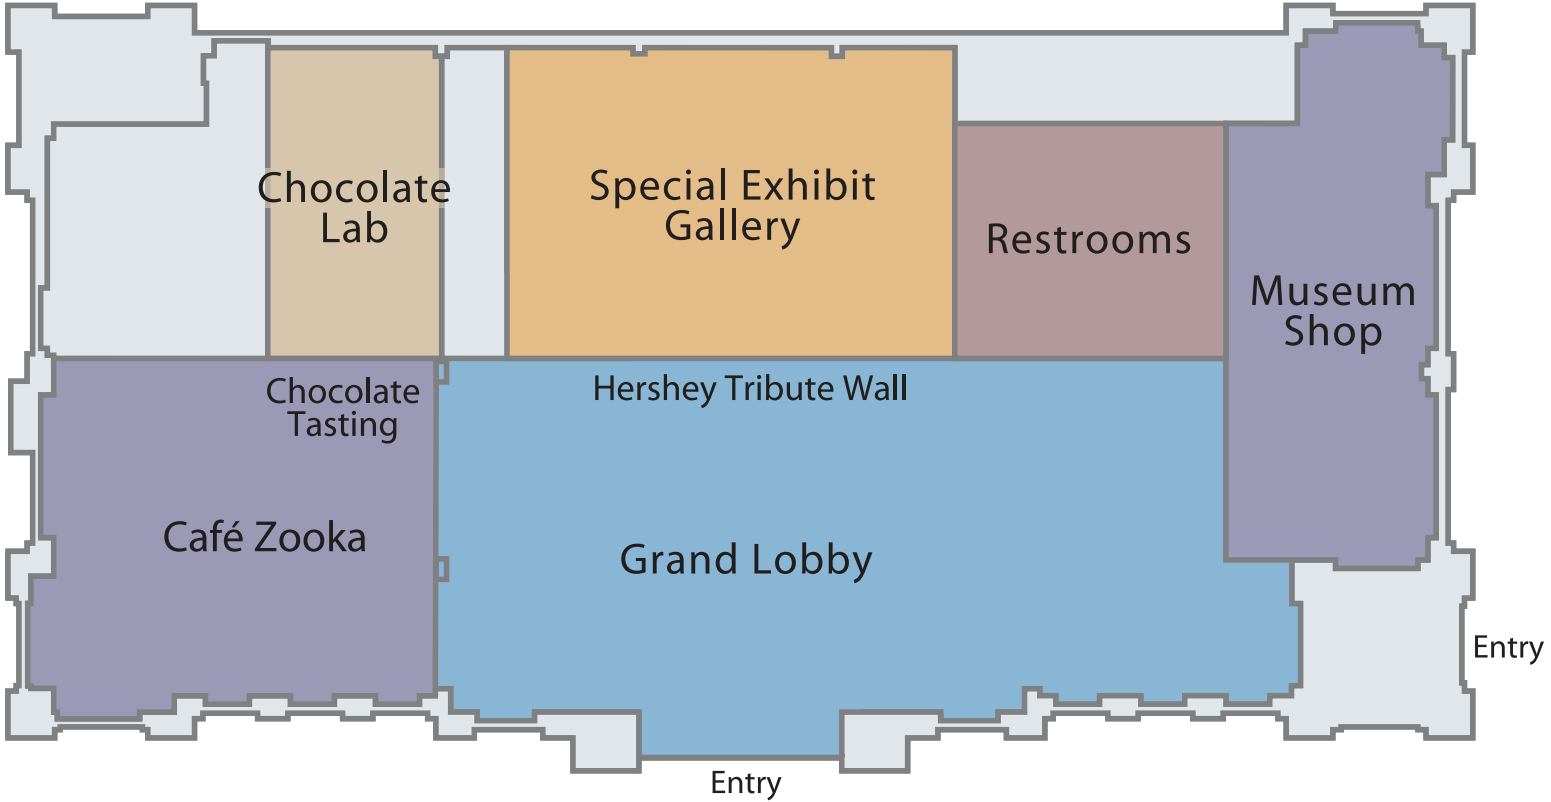 Chocolate
Lab
Special Exhibit
Gallery
Restrooms
Museum
Shop
Chocolate
Tasting
Hershey Tribute Wall
Café Zooka
Grand Lobby
Entry
Entry